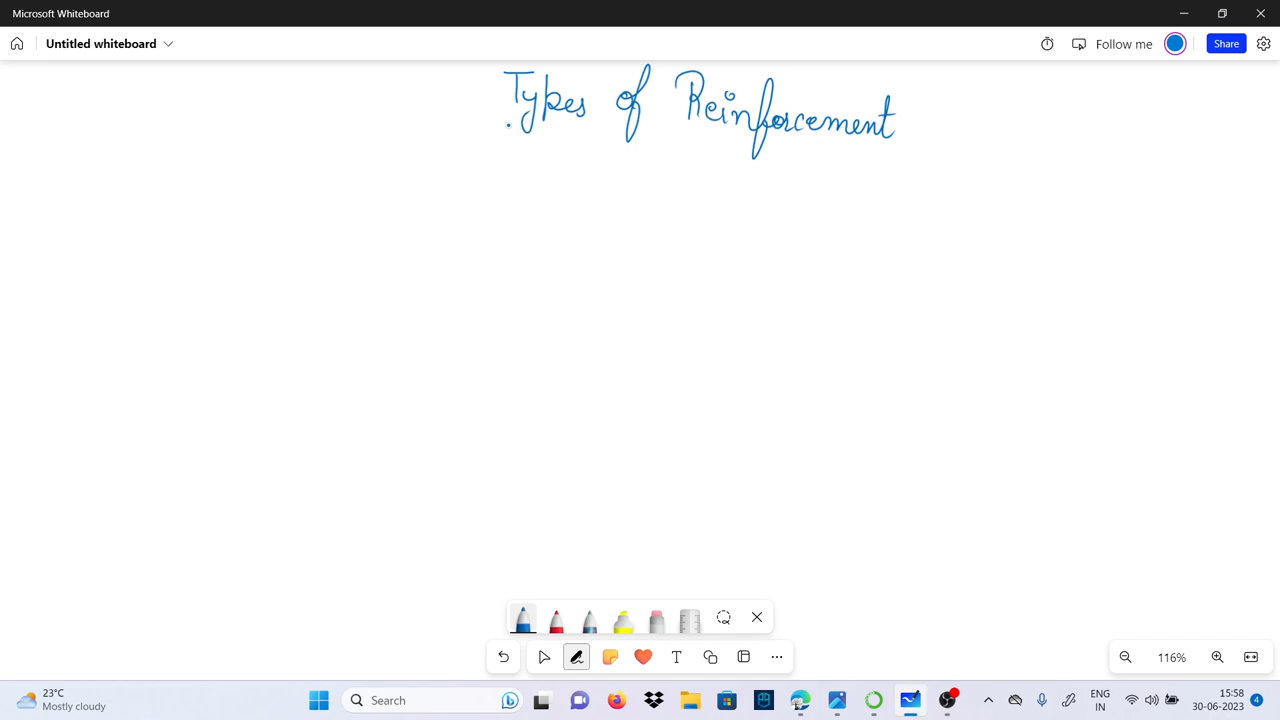 Microsoft Whiteboard
Untitled whiteboard
Follow me
Share
Types of Reinforcement
116%
23°C
Mostly cloudy
Search
ENG
IN
15:58
30-06-2023
4